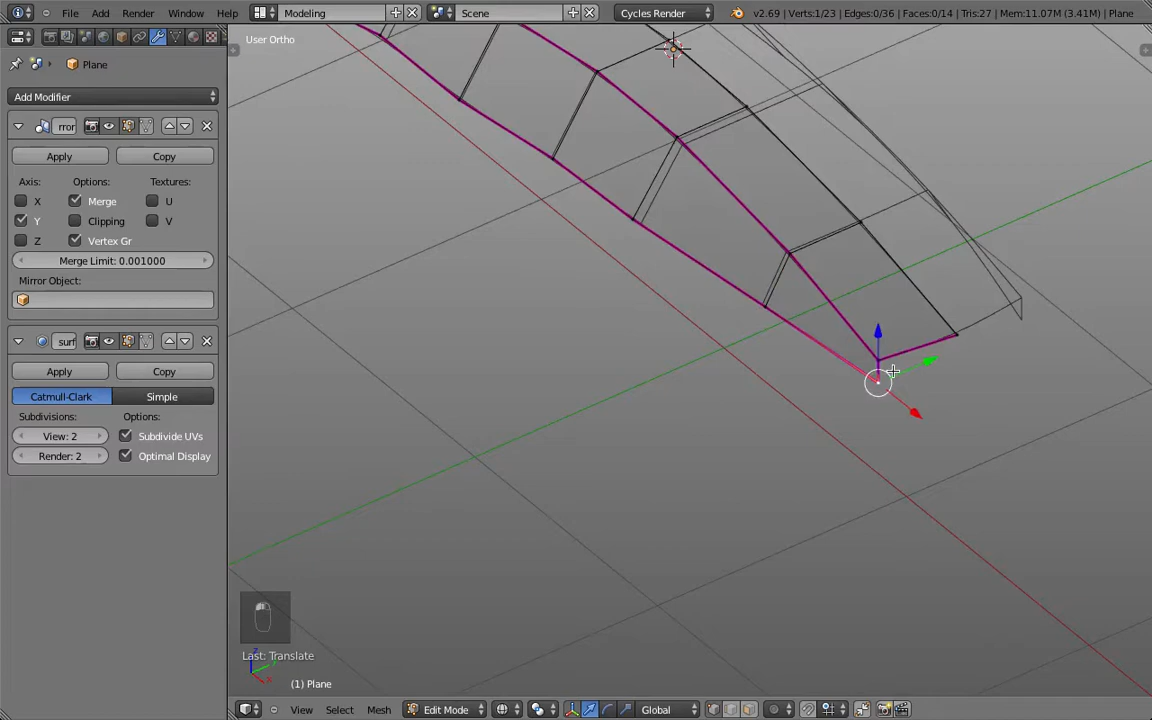 File Add Render Window Help Modeling Scene Cycles Render v2.69 | Verts:1/23 | Edges:0/36 | Faces:0/14 | Tris:27 | Mem:11.07M (3.41M) | Plane
User Ortho
Plane
Add Modifier
rror
Apply Copy
Axis: Options: Textures:
X Merge U
Y Clipping V
Z Vertex Gr
Merge Limit: 0.001000
Mirror Object:
surf
Apply Copy
Catmull-Clark Simple
Subdivisions: Options:
View: 2 Subdivide UVs
Render: 2 Optimal Display
Last: Translate
(1) Plane
View Select Mesh Edit Mode Global